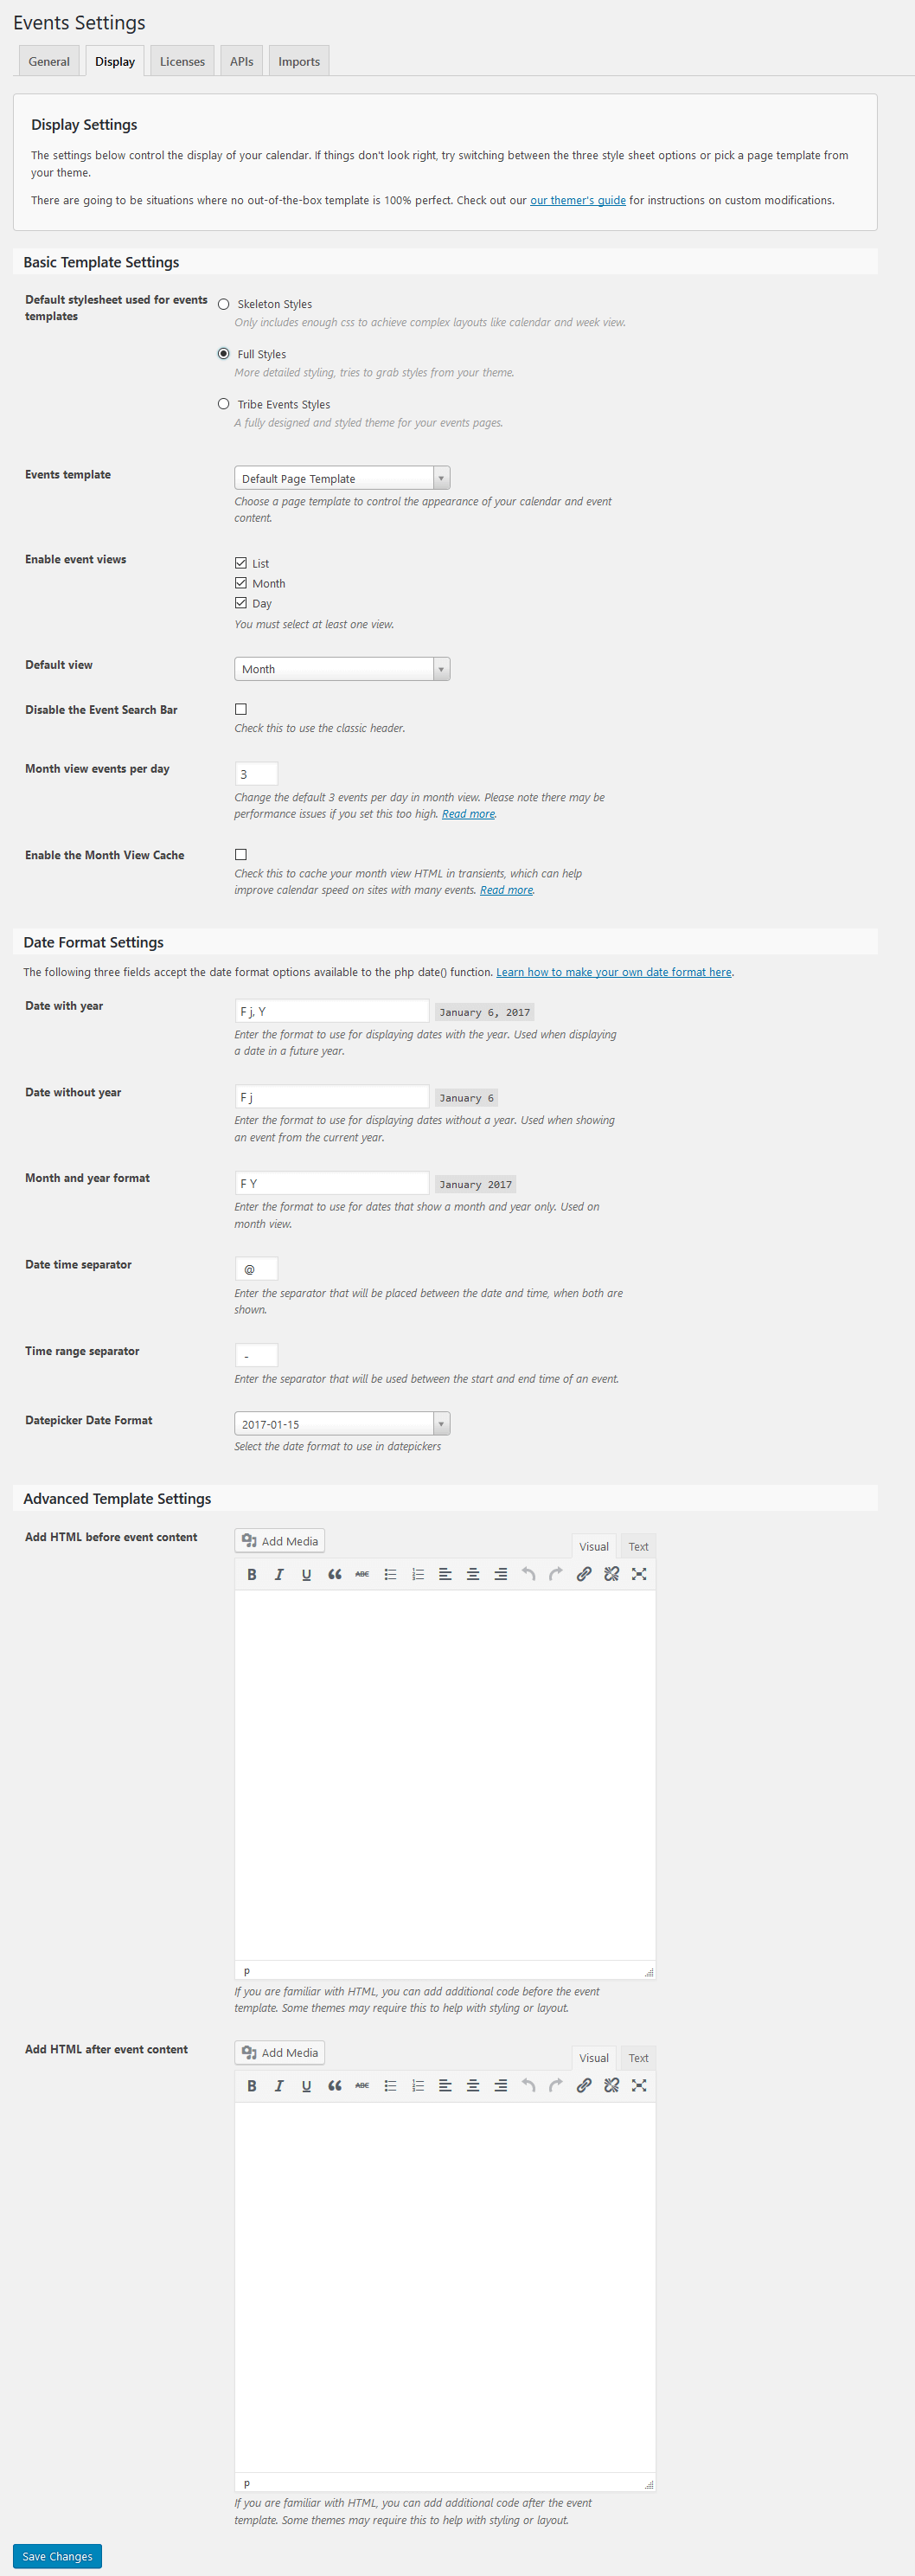 Events Settings
General Display Licenses APIs Imports
Display Settings
The settings below control the display of your calendar. If things don't look right, try switching between the three style sheet options or pick a page template from
your theme.
There are going to be situations where no out-of-the-box template is 100% perfect. Check out our our themer's guide for instructions on custom modifications.
Basic Template Settings
Default stylesheet used for events
templates
Skeleton Styles
Only includes enough css to achieve complex layouts like calendar and week view.
Full Styles
More detailed styling, tries to grab styles from your theme.
Tribe Events Styles
A fully designed and styled theme for your events pages.
Events template
Default Page Template
Choose a page template to control the appearance of your calendar and event
content.
Enable event views
List
Month
Day
You must select at least one view.
Default view
Month
Disable the Event Search Bar
Check this to use the classic header.
Month view events per day
3
Change the default 3 events per day in month view. Please note there may be
performance issues if you set this too high. Read more.
Enable the Month View Cache
Check this to cache your month view HTML in transients, which can help
improve calendar speed on sites with many events. Read more.
Date Format Settings
The following three fields accept the date format options available to the php date() function. Learn how to make your own date format here.
Date with year
F j, Y January 6, 2017
Enter the format to use for displaying dates with the year. Used when displaying
a date in a future year.
Date without year
F j January 6
Enter the format to use for displaying dates without a year. Used when showing
an event from the current year.
Month and year format
F Y January 2017
Enter the format to use for dates that show a month and year only. Used on
month view.
Date time separator
@
Enter the separator that will be placed between the date and time, when both are
shown.
Time range separator
-
Enter the separator that will be used between the start and end time of an event.
Datepicker Date Format
2017-01-15
Select the date format to use in datepickers
Advanced Template Settings
Add HTML before event content
Add Media Visual Text
B I U ABC
p
If you are familiar with HTML, you can add additional code before the event
template. Some themes may require this to help with styling or layout.
Add HTML after event content
Add Media Visual Text
B I U ABC
p
If you are familiar with HTML, you can add additional code after the event
template. Some themes may require this to help with styling or layout.
Save Changes